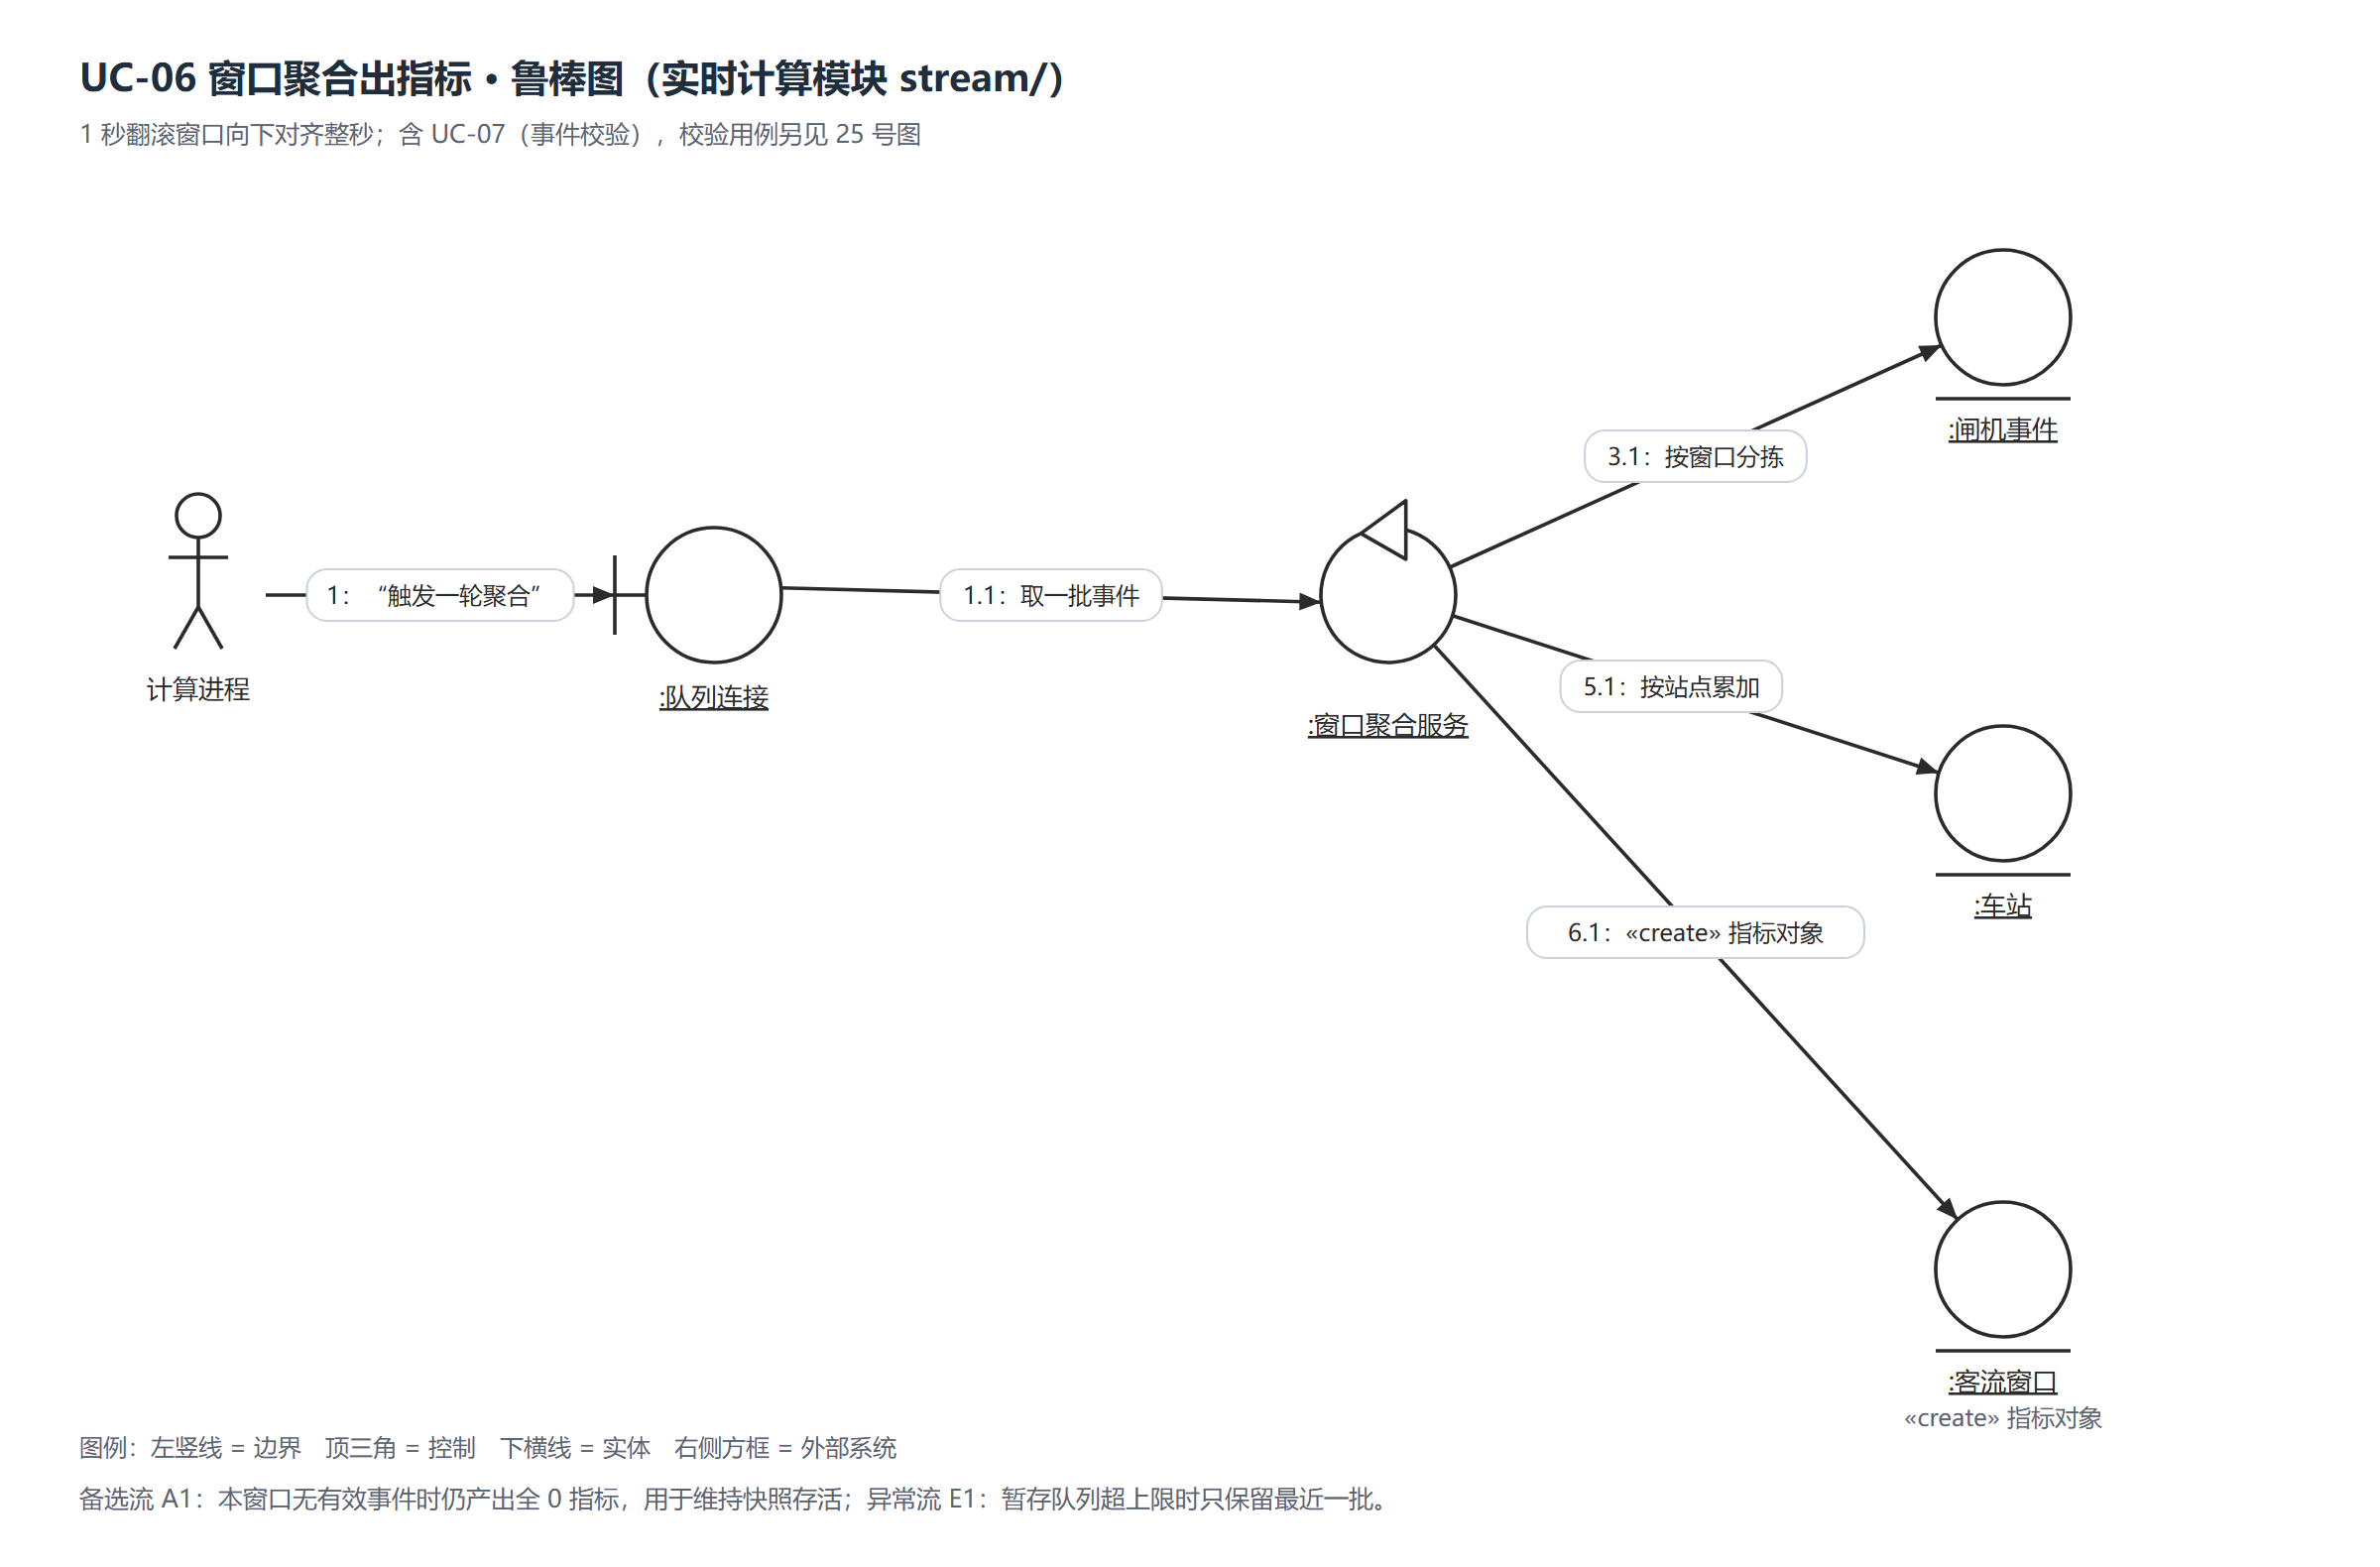 UC-06 窗口聚合出指标 · 鲁棒图（实时计算模块 stream/）
1 秒翻滚窗口向下对齐整秒；含 UC-07（事件校验），校验用例另见 25 号图
:闸机事件
3.1：按窗口分拣
1：“触发一轮聚合”
1.1：取一批事件
计算进程
:队列连接
:窗口聚合服务
5.1：按站点累加
:车站
6.1：«create» 指标对象
:客流窗口
«create» 指标对象
图例：左竖线 = 边界 顶三角 = 控制 下横线 = 实体 右侧方框 = 外部系统
备选流 A1：本窗口无有效事件时仍产出全 0 指标，用于维持快照存活；异常流 E1：暂存队列超上限时只保留最近一批。